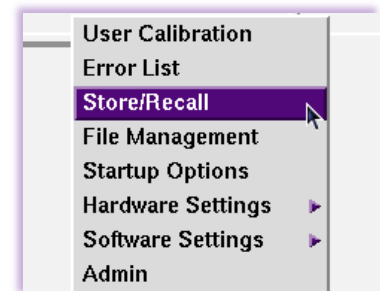 User Calibration
Error List
Store/Recall
File Management
Startup Options
Hardware Settings
Software Settings
Admin